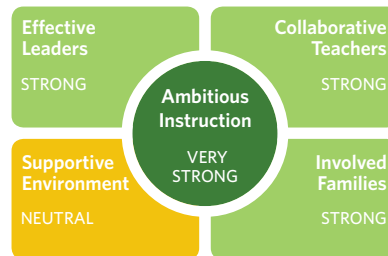 Effective
Leaders
STRONG
Collaborative
Teachers
STRONG
Ambitious
Instruction
VERY
STRONG
Supportive
Environment
NEUTRAL
Involved
Families
STRONG